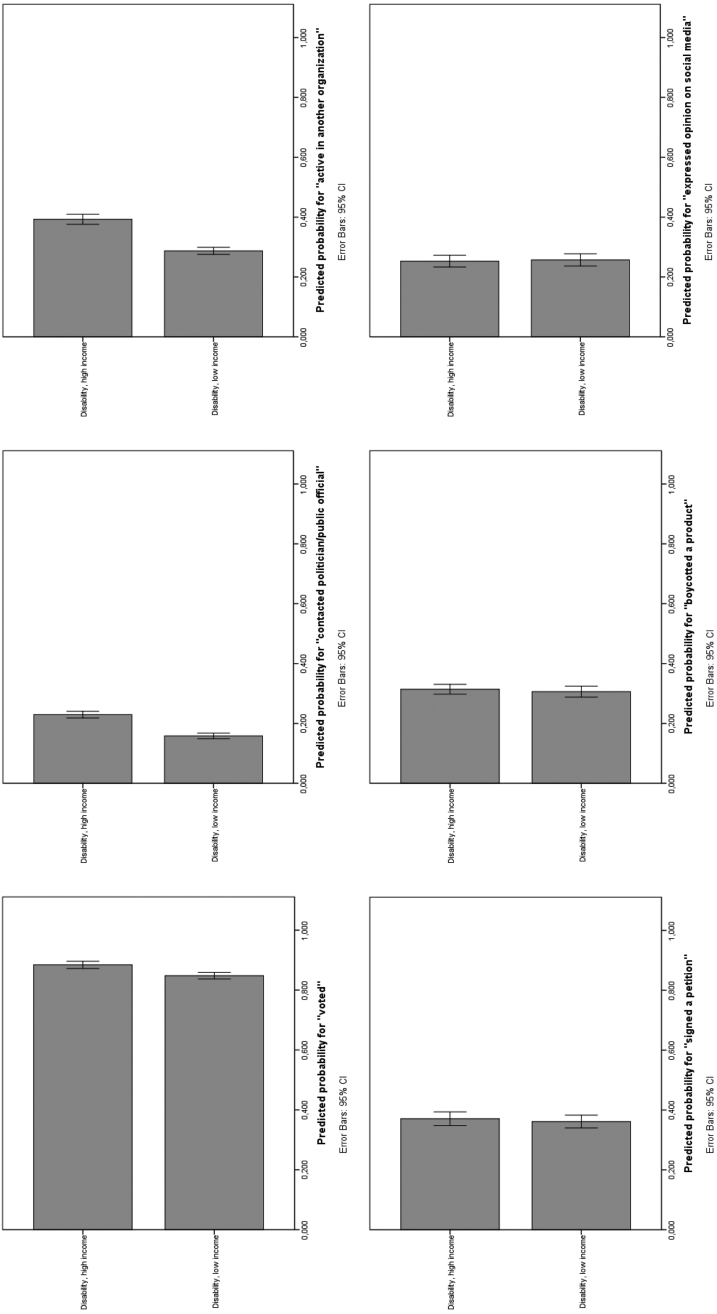 Disability, high income
Disability, low income
0,000 0,200 0,400 0,600 0,800 1,000
Predicted probability for "voted"
Error Bars: 95% CI
Disability, high income
Disability, low income
0,000 0,200 0,400 0,600 0,800 1,000
Predicted probability for "contacted politician/public official"
Error Bars: 95% CI
Disability, high income
Disability, low income
0,000 0,200 0,400 0,600 0,800 1,000
Predicted probability for "active in another organization"
Error Bars: 95% CI
Disability, high income
Disability, low income
0,000 0,200 0,400 0,600 0,800 1,000
Predicted probability for "signed a petition"
Error Bars: 95% CI
Disability, high income
Disability, low income
0,000 0,200 0,400 0,600 0,800 1,000
Predicted probability for "boycotted a product"
Error Bars: 95% CI
Disability, high income
Disability, low income
0,000 0,200 0,400 0,600 0,800 1,000
Predicted probability for "expressed opinion on social media"
Error Bars: 95% CI